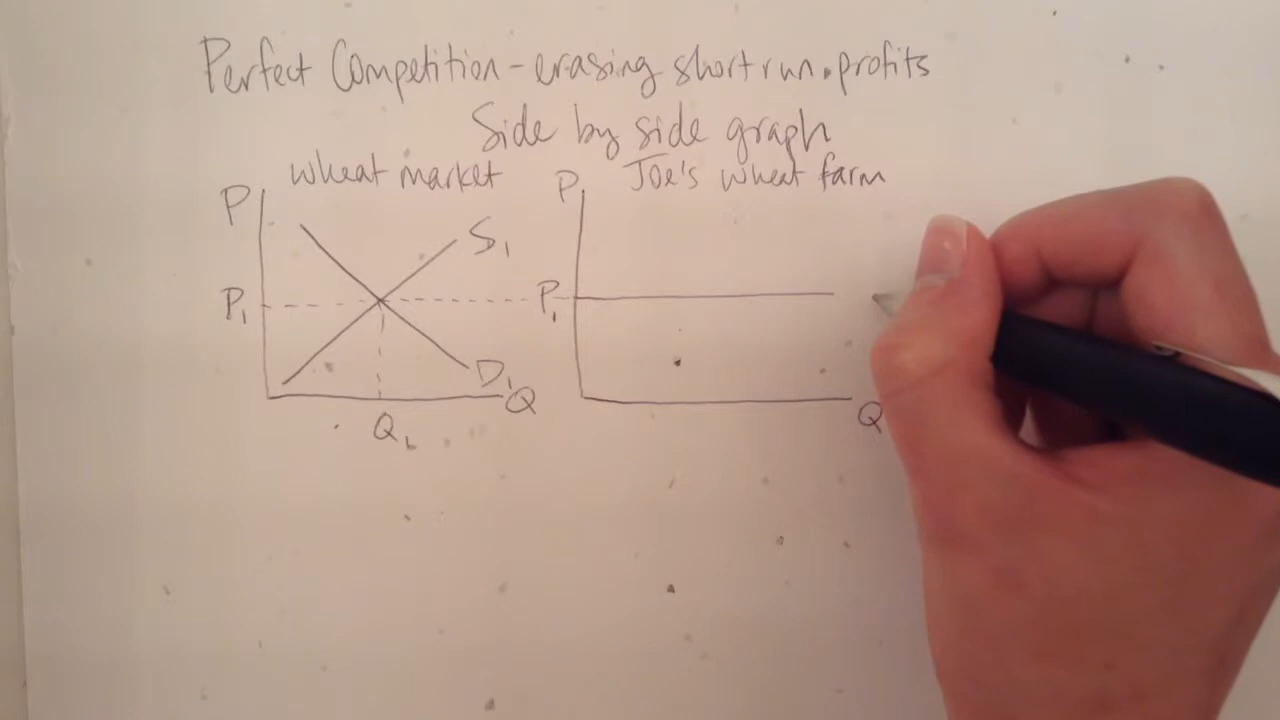 Perfect Competition - erasing short run profits
Side by side graph
wheat market
Joe's wheat farm
P
S1
P1
D1
Q
Q1
P
P1
Q